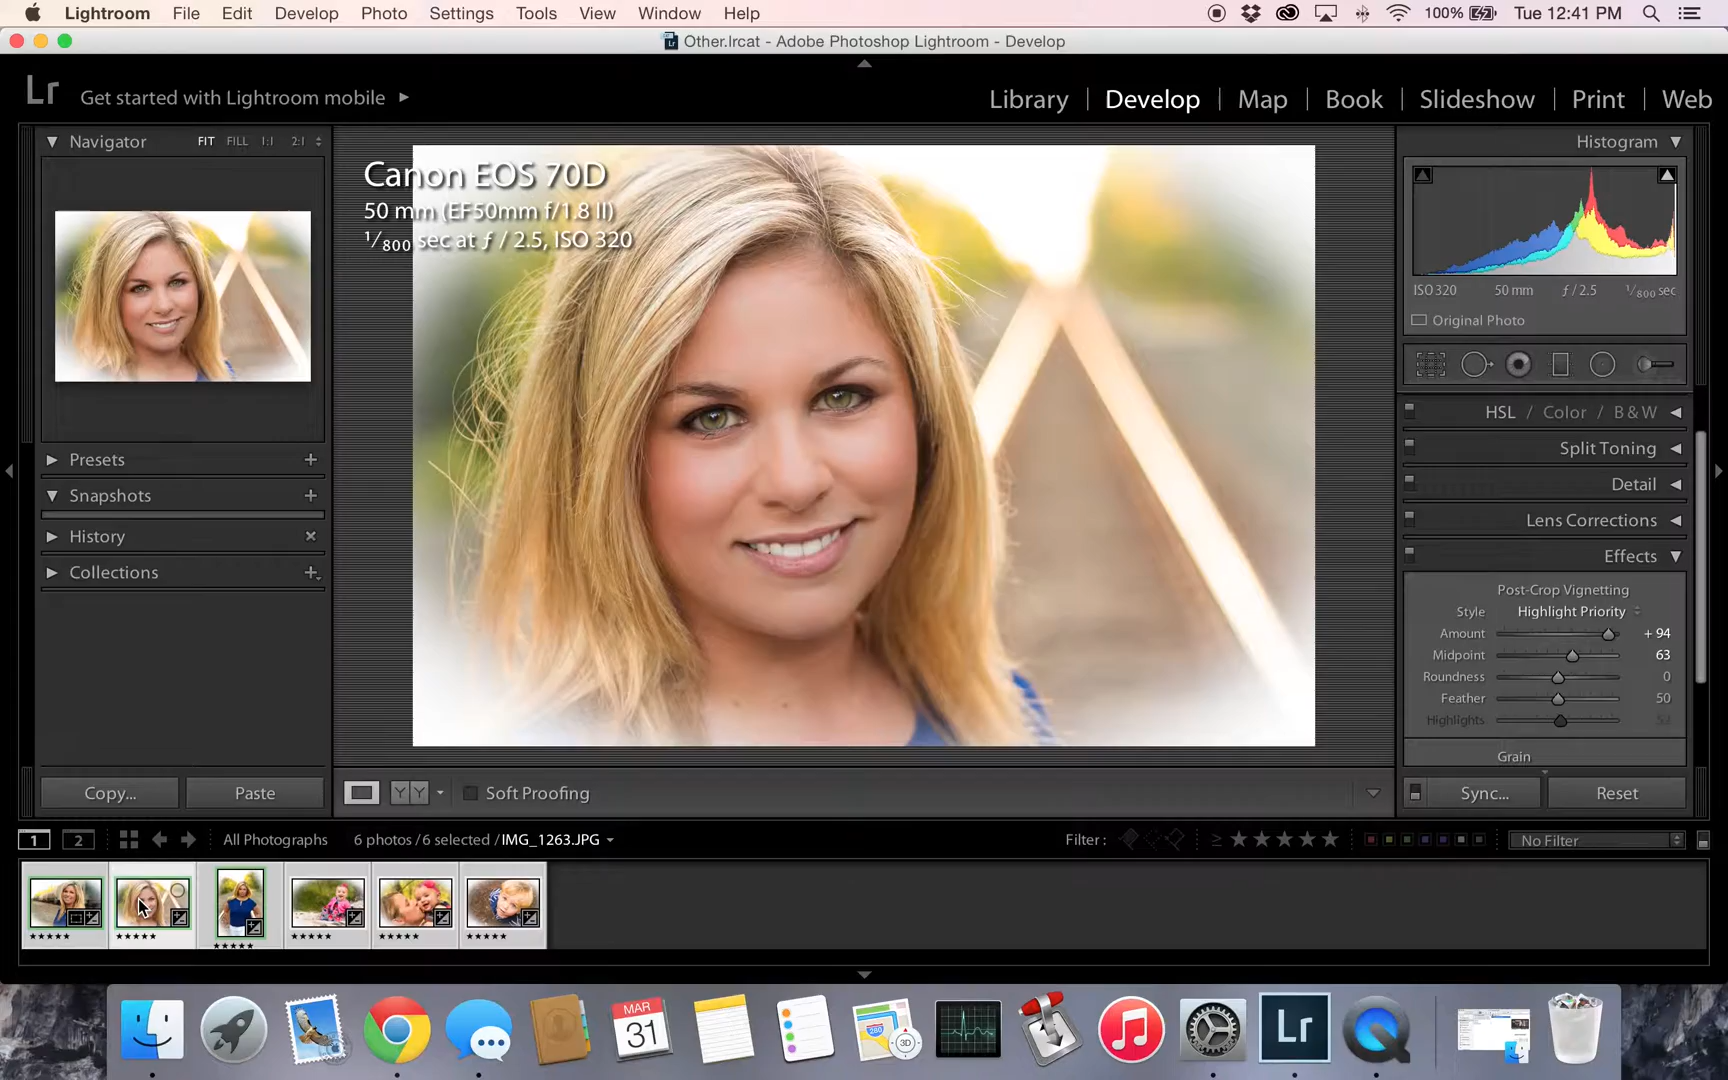 Lightroom File Edit Develop Photo Settings Tools View Window Help 100% Tue 12:41 PM
Other.lrcat - Adobe Photoshop Lightroom - Develop
Lr Get started with Lightroom mobile
Library | Develop | Map | Book | Slideshow | Print | Web
Navigator FIT FILL 1:1 2:1
Presets
Snapshots
History
Collections
Copy... Paste
Canon EOS 70D
50 mm (EF50mm f/1.8 II)
1/800 sec at ƒ / 2.5, ISO 320
YY Soft Proofing
Histogram
ISO 320 50 mm ƒ / 2.5 1/800 sec
Original Photo
HSL / Color / B & W
Split Toning
Detail
Lens Corrections
Effects
Post-Crop Vignetting
Style Highlight Priority
Amount + 94
Midpoint 63
Roundness 0
Feather 50
Highlights
Grain
Sync... Reset
1 2 All Photographs 6 photos / 6 selected / IMG_1263.JPG Filter : ≥ ★★★★★ No Filter
★★★★★ ★★★★★ ★★★★★ ★★★★★ ★★★★★ ★★★★★
MAR
31
280
3D
Lr